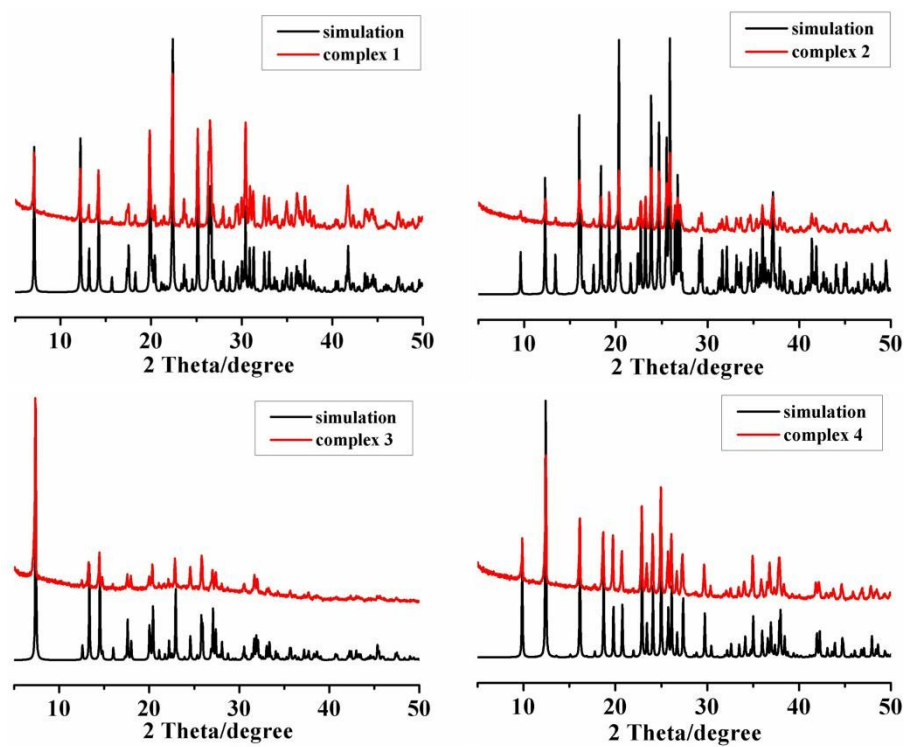 simulation
complex 1
10 20 30 40 50
2 Theta/degree
simulation
complex 2
10 20 30 40 50
2 Theta/degree
simulation
complex 3
10 20 30 40 50
2 Theta/degree
simulation
complex 4
10 20 30 40 50
2 Theta/degree